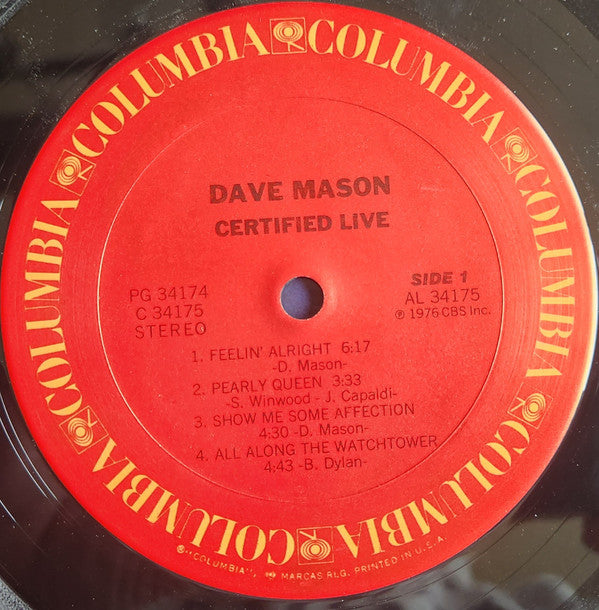 COLUMBIA COLUMBIA COLUMBIA COLUMBIA COLUMBIA COLUMBIA
DAVE MASON
CERTIFIED LIVE
PG 34174
C 34175
STEREO
SIDE 1
AL 34175
℗ 1976 CBS Inc.
1. FEELIN' ALRIGHT 6:17
-D. Mason-
2. PEARLY QUEEN 3:33
-S. Winwood - J. Capaldi-
3. SHOW ME SOME AFFECTION
4:30 -D. Mason-
4. ALL ALONG THE WATCHTOWER
4:43 -B. Dylan-
® "COLUMBIA", MARCAS REG. PRINTED IN U.S.A.